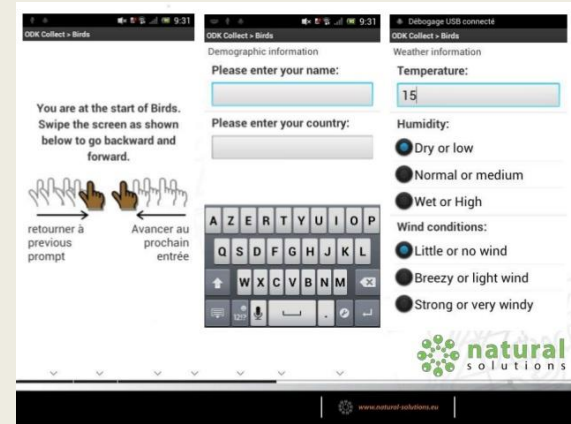 9:31
ODK Collect > Birds
You are at the start of Birds.
Swipe the screen as shown
below to go backward and
forward.
retourner à
previous
prompt
Avancer au
prochain
entrée
9:31
ODK Collect > Birds
Demographic information
Please enter your name:
Please enter your country:
A Z E R T Y U I O P
Q S D F G H J K L
W X C V B N M
12!?
.
Débogage USB connecté
ODK Collect > Birds
Weather information
Temperature:
15
Humidity:
Dry or low
Normal or medium
Wet or High
Wind conditions:
Little or no wind
Breezy or light wind
Strong or very windy
natural
solutions
www.natural-solutions.eu